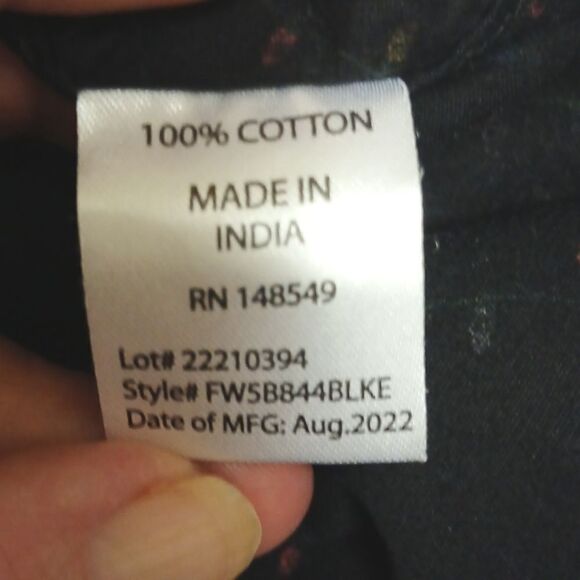 100% COTTON
MADE IN
INDIA
RN 148549
Lot# 22210394
Style# FW5B844BLKE
Date of MFG: Aug.2022